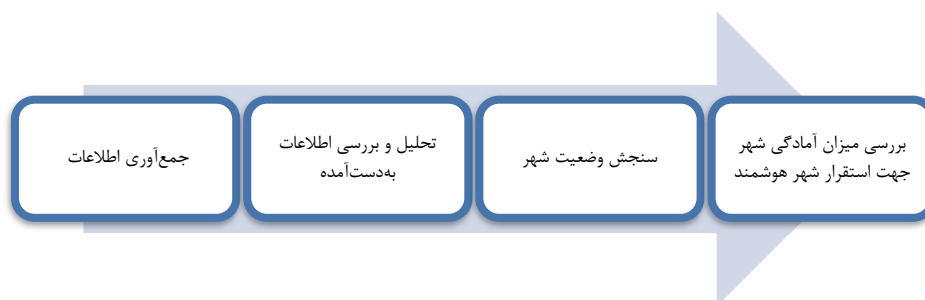 جمع‌آوری اطلاعات
تحلیل و بررسی اطلاعات
به‌دست‌آمده
سنجش وضعیت شهر
بررسی میزان آمادگی شهر
جهت استقرار شهر هوشمند